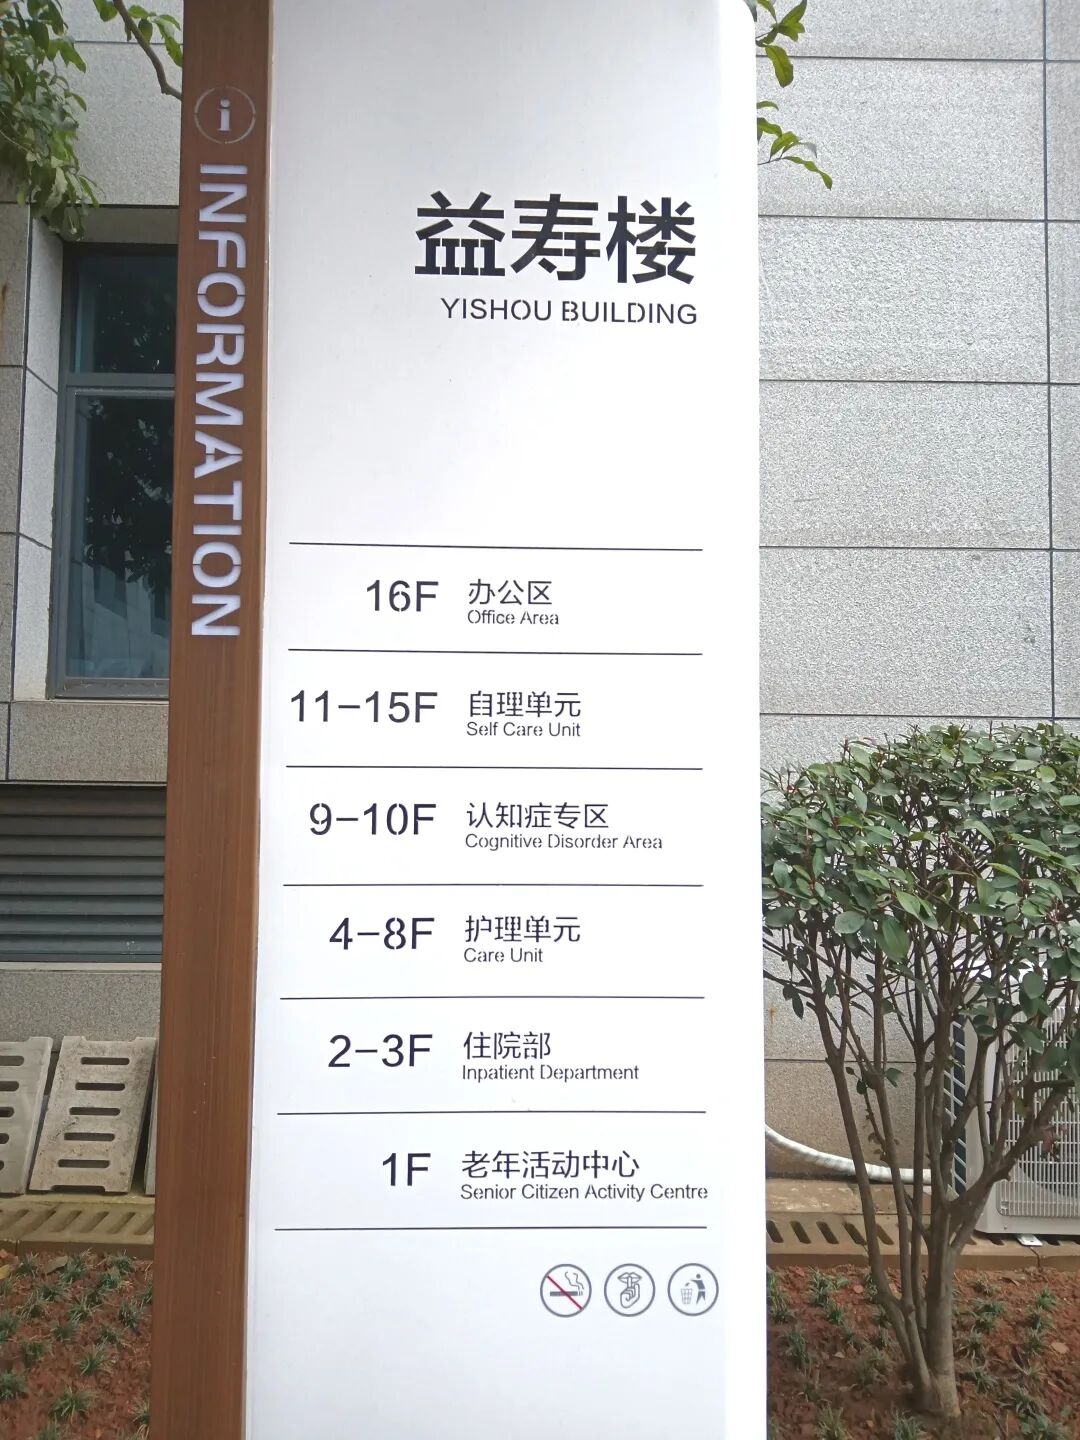 i
INFORMATION
益寿楼
YISHOU BUILDING
16F 办公区
Office Area
11-15F 自理单元
Self Care Unit
9-10F 认知症专区
Cognitive Disorder Area
4-8F 护理单元
Care Unit
2-3F 住院部
Inpatient Department
1F 老年活动中心
Senior Citizen Activity Centre